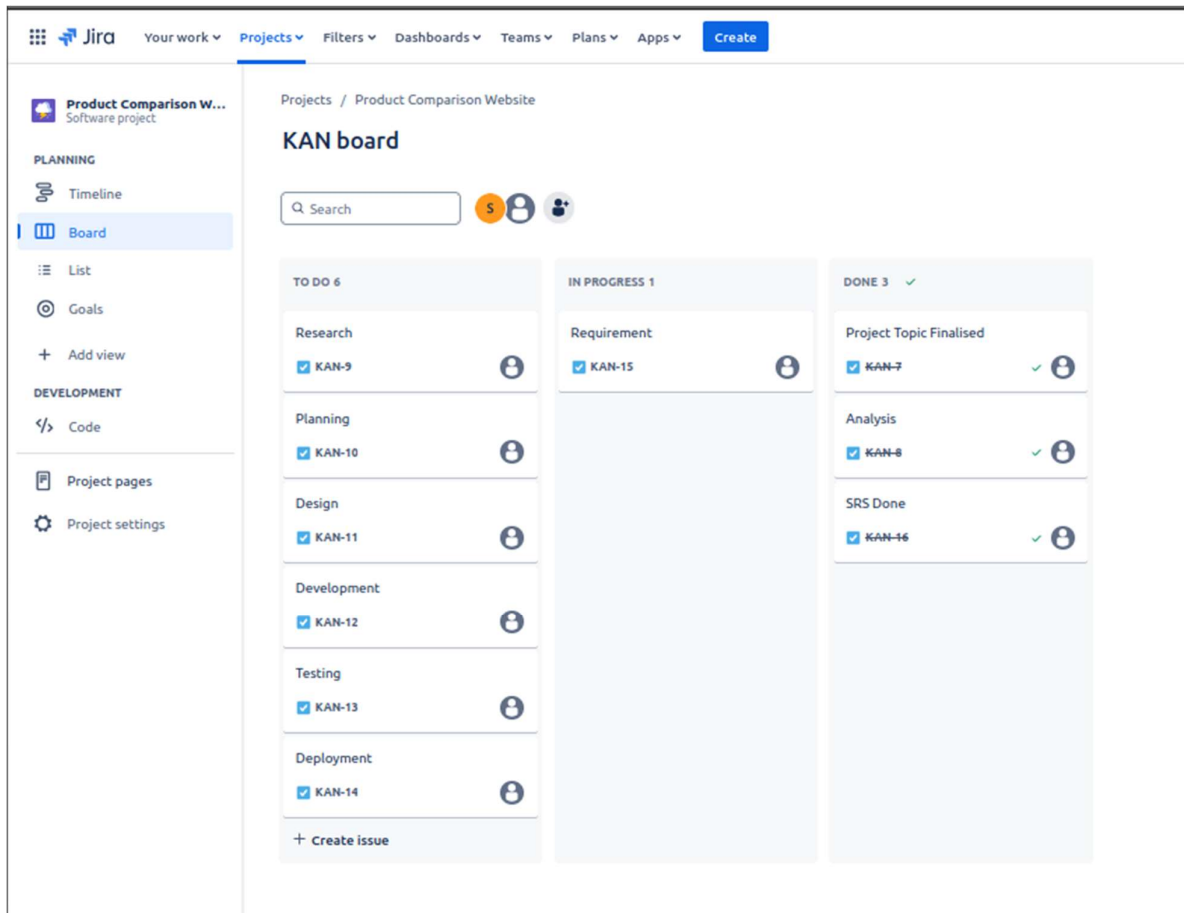 Jira Your work Projects Filters Dashboards Teams Plans Apps Create
Product Comparison W...
Software project
PLANNING
Timeline
Board
List
Goals
+ Add view
DEVELOPMENT
</> Code
Project pages
Project settings
Projects / Product Comparison Website
KAN board
Search
S
TO DO 6
Research
KAN-9
Planning
KAN-10
Design
KAN-11
Development
KAN-12
Testing
KAN-13
Deployment
KAN-14
+ Create issue
IN PROGRESS 1
Requirement
KAN-15
DONE 3
Project Topic Finalised
KAN-7
Analysis
KAN-8
SRS Done
KAN-16